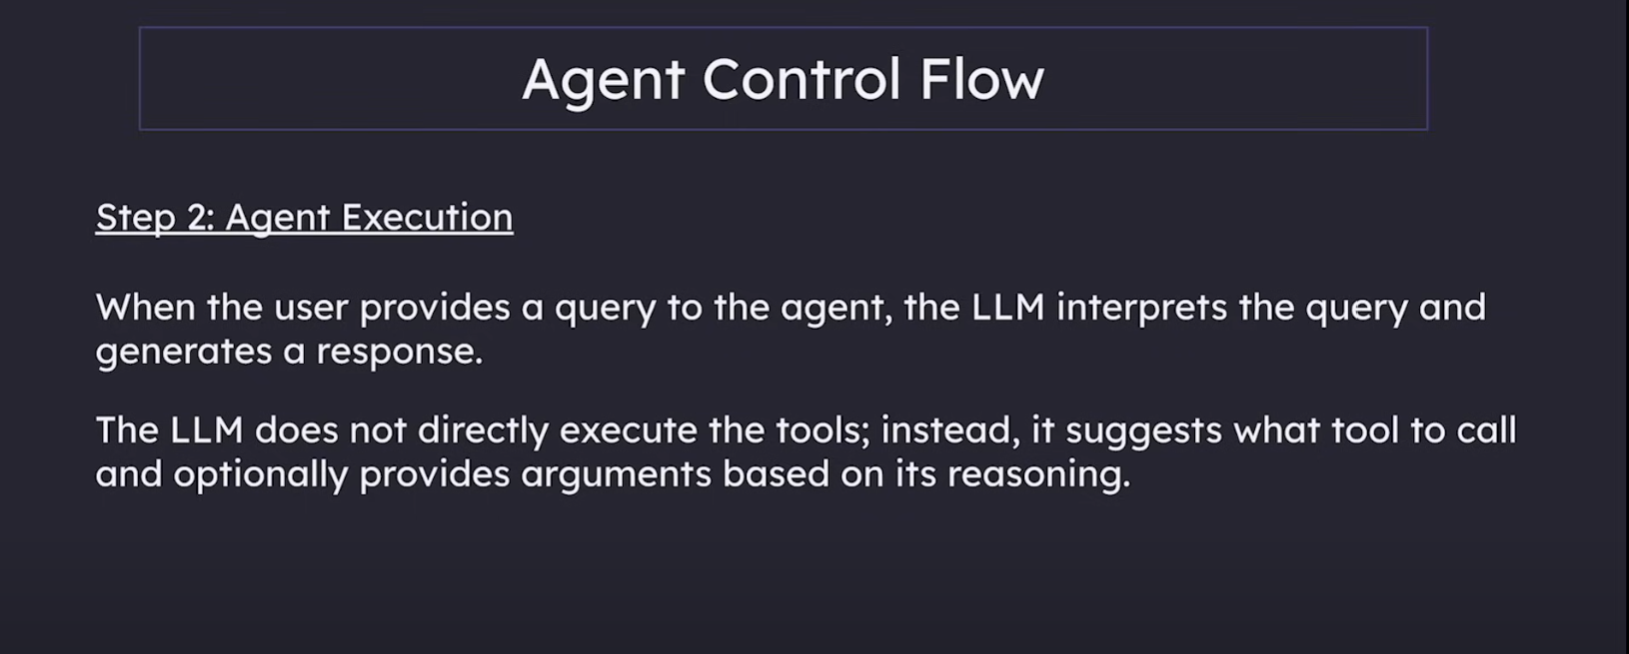 Agent Control Flow
Step 2: Agent Execution
When the user provides a query to the agent, the LLM interprets the query and
generates a response.
The LLM does not directly execute the tools; instead, it suggests what tool to call
and optionally provides arguments based on its reasoning.